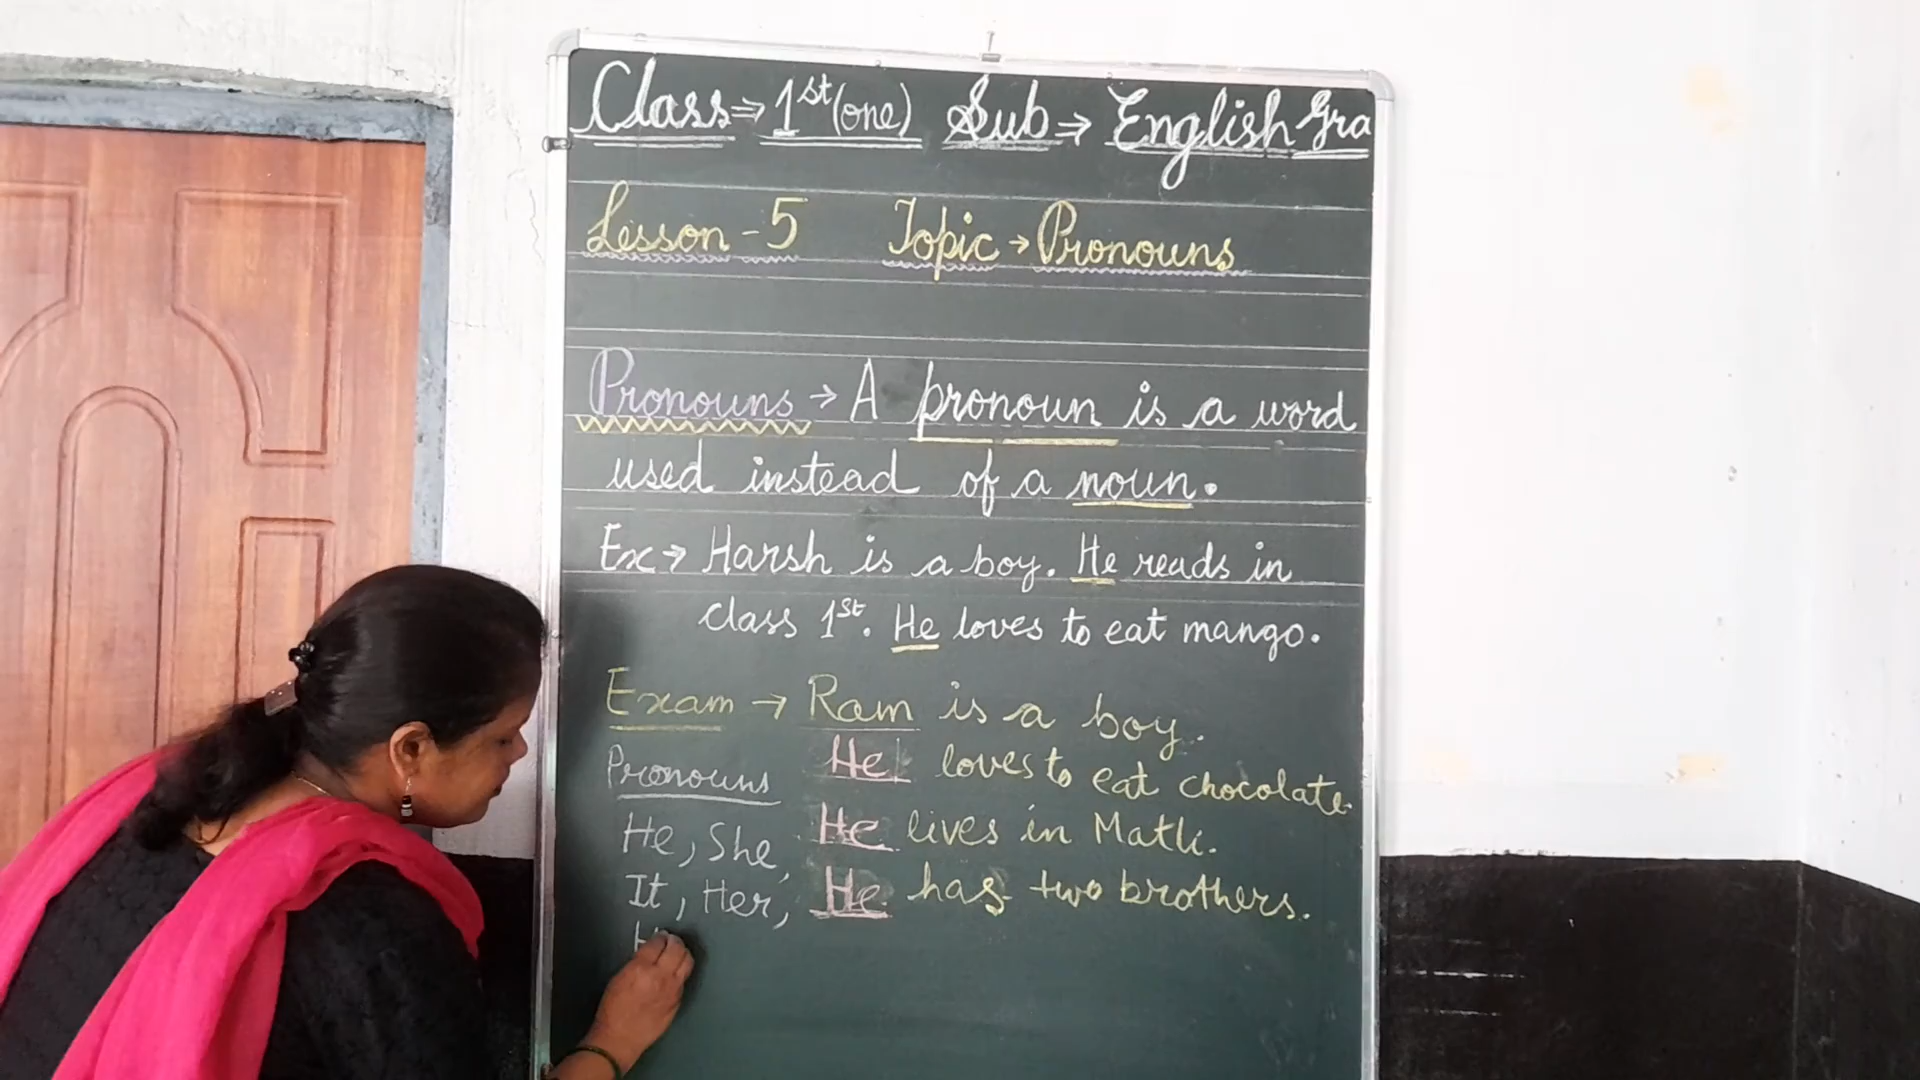 Class ⇒ 1st (one) Sub ⇒ English Gra
Lesson - 5 Topic → Pronouns
Pronouns → A pronoun is a word
used instead of a noun.
Ex → Harsh is a boy. He reads in
class 1st. He loves to eat mango.
Exam → Ram is a boy.
Pronouns He loves to eat chocolate.
He, She, He lives in Matli.
It, Her, He has two brothers.
H